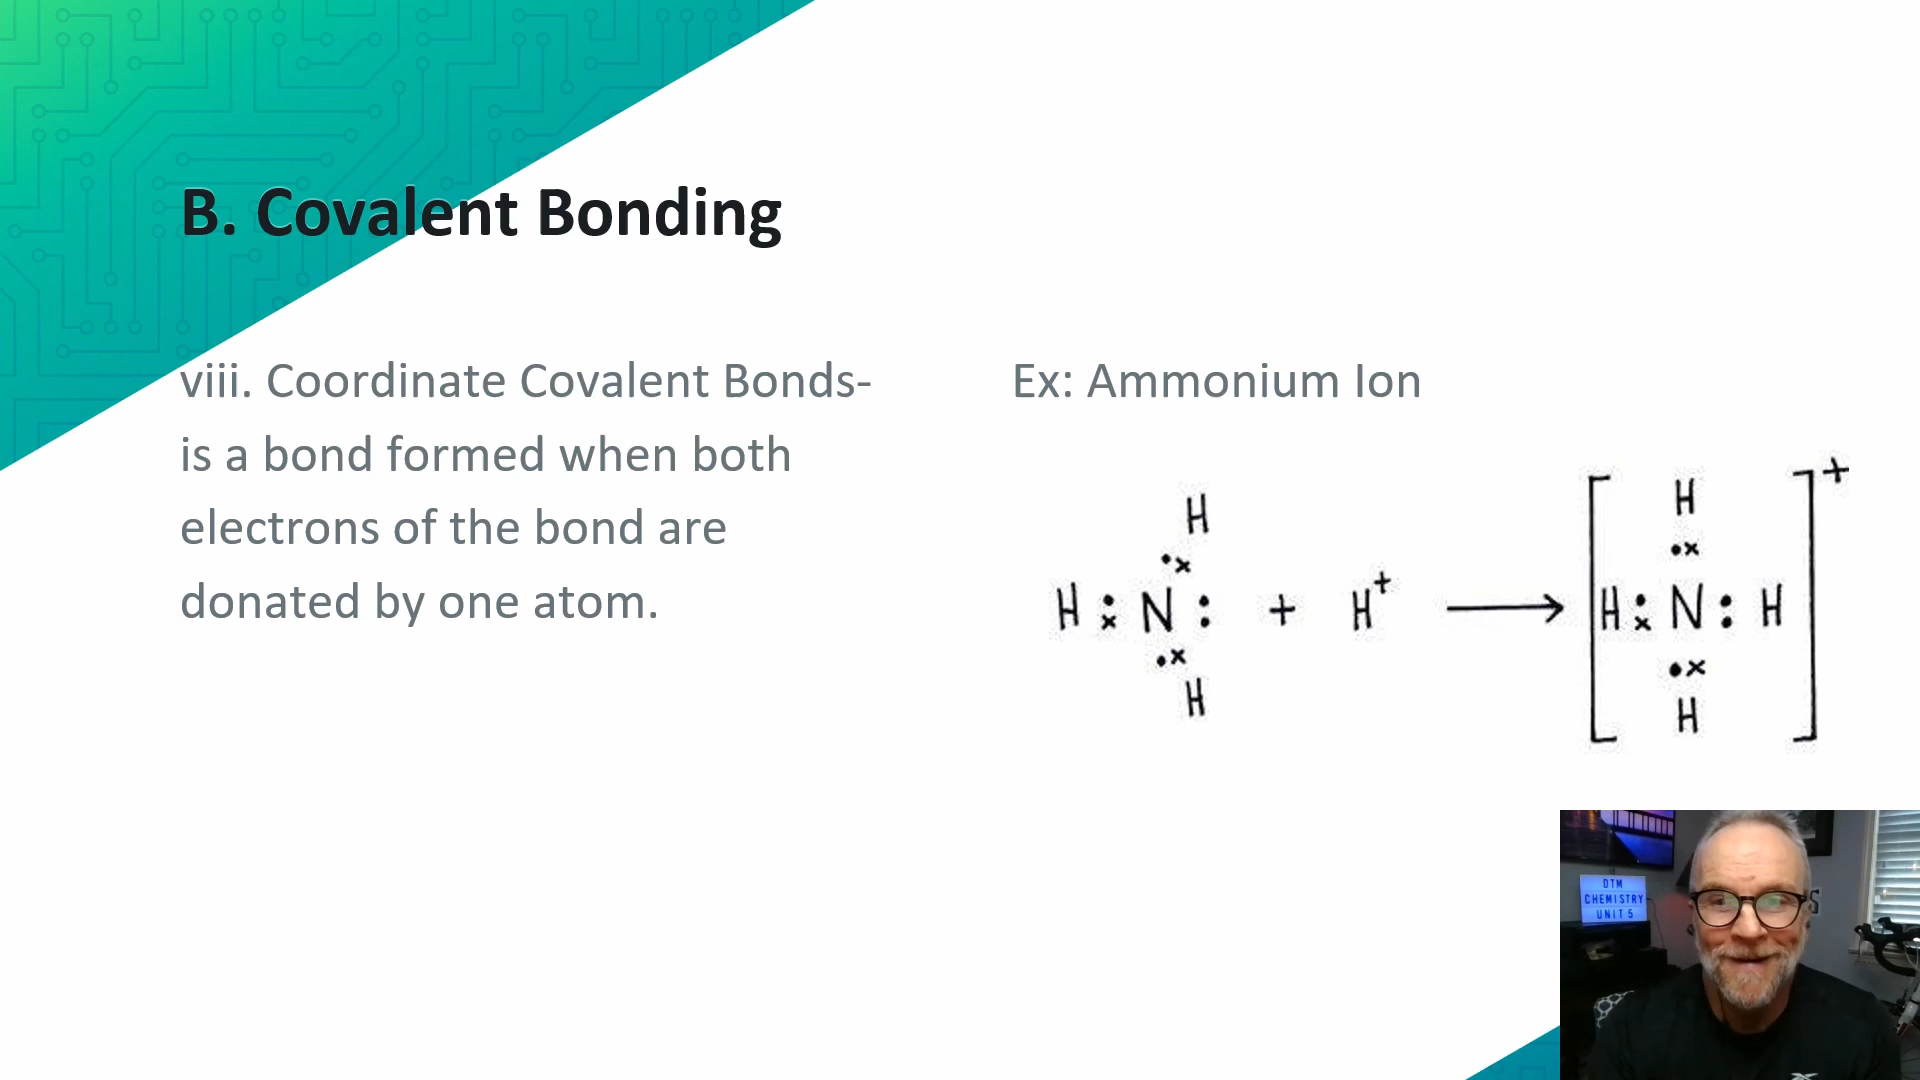 B. Covalent Bonding
viii. Coordinate Covalent Bonds-
is a bond formed when both
electrons of the bond are
donated by one atom.
Ex: Ammonium Ion
H
•x
H : x N : + H+ → [ H : x N : H ]+
•x
H
H
•x
•x
H
DTM
CHEMISTRY
UNIT 5
S